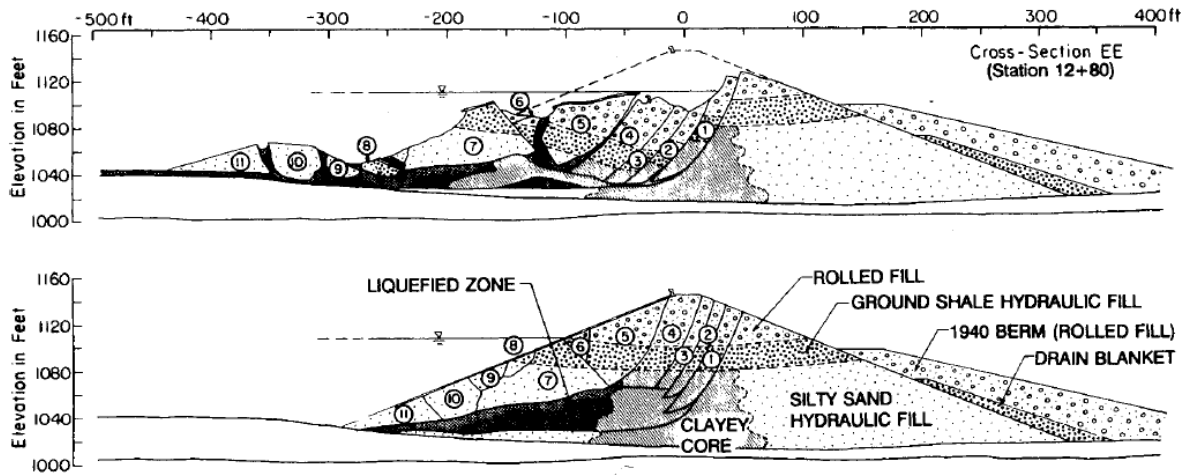 -500 ft -400 -300 -200 -100 0 100 200 300 400 ft
Elevation in Feet
1160
1120
1080
1040
1000
Cross-Section EE
(Station 12+80)
11 10 9 8 7 6 5 4 3 2 1
Elevation in Feet
1160
1120
1080
1040
1000
LIQUEFIED ZONE
ROLLED FILL
GROUND SHALE HYDRAULIC FILL
1940 BERM (ROLLED FILL)
DRAIN BLANKET
SILTY SAND
HYDRAULIC FILL
CLAYEY
CORE
11 10 9 8 7 6 5 4 3 2 1